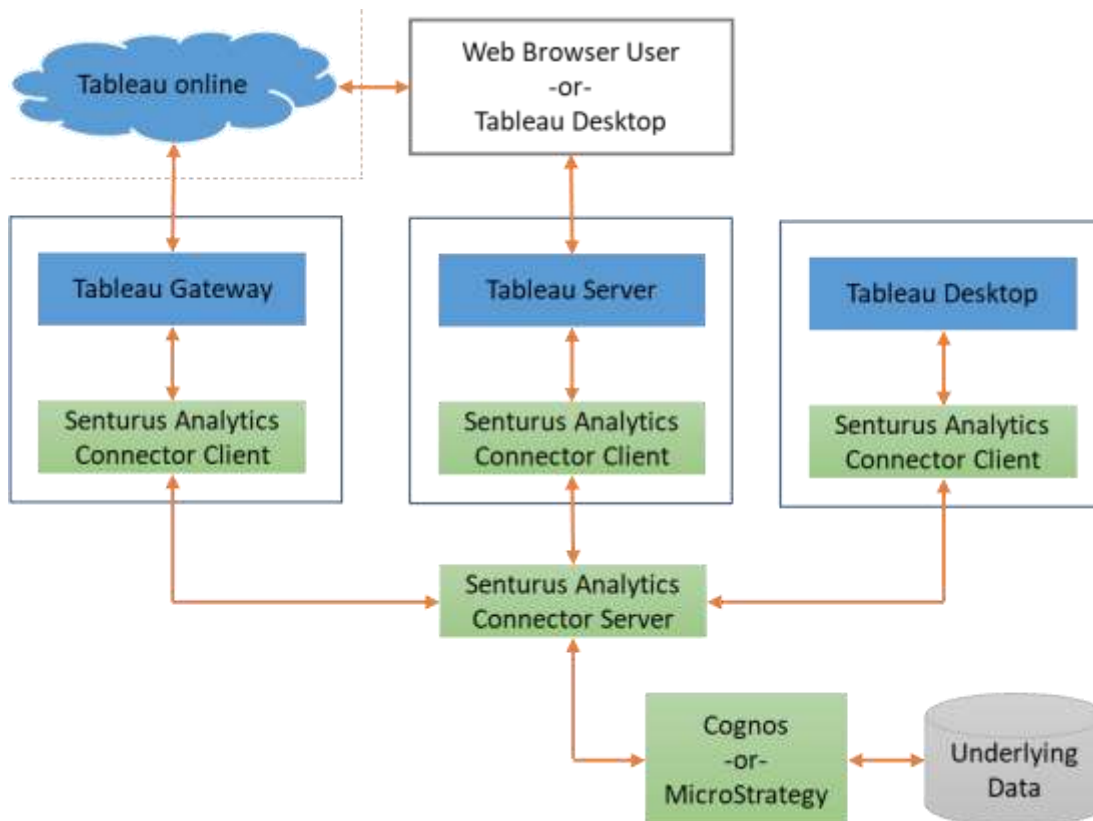 Tableau online
Web Browser User
-or-
Tableau Desktop
Tableau Gateway
Tableau Server
Tableau Desktop
Senturus Analytics
Connector Client
Senturus Analytics
Connector Client
Senturus Analytics
Connector Client
Senturus Analytics
Connector Server
Cognos
-or-
MicroStrategy
Underlying
Data